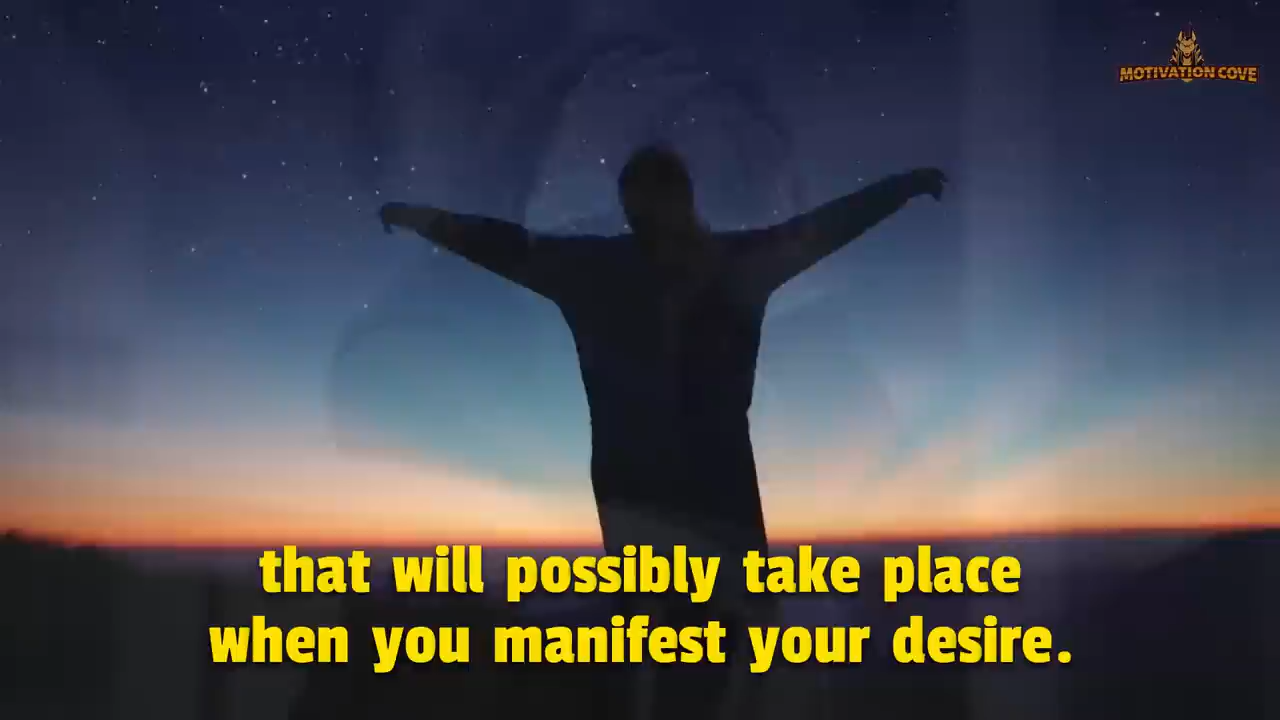 MOTIVATION COVE
that will possibly take place
when you manifest your desire.